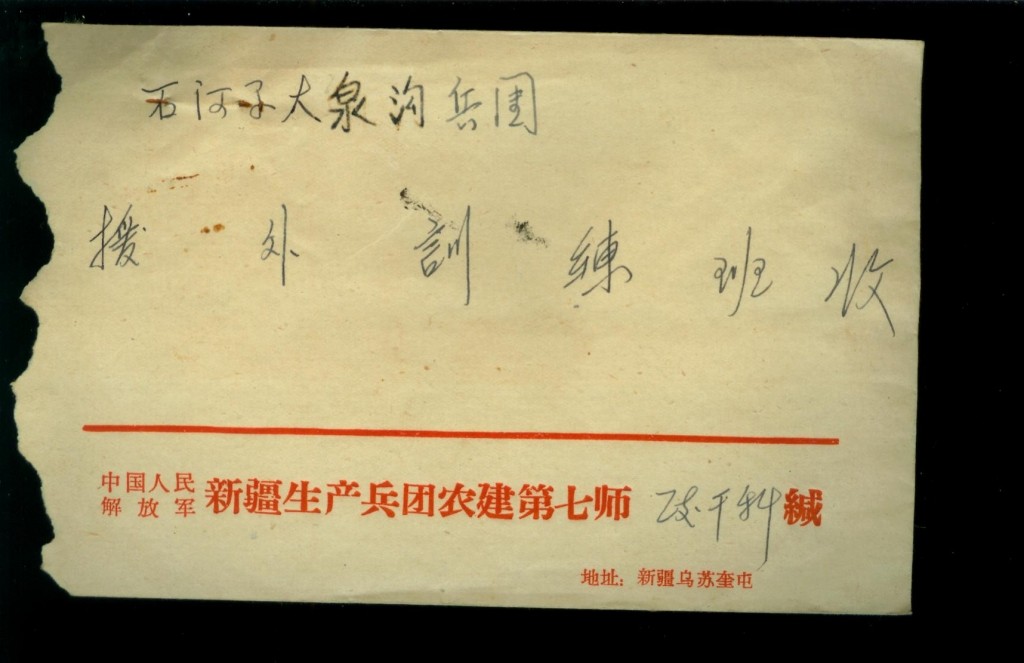 石河子大泉沟兵团
援外訓練班收
中国人民解放军 新疆生产兵团农建第七师 政干科 缄
地址：新疆乌苏奎屯